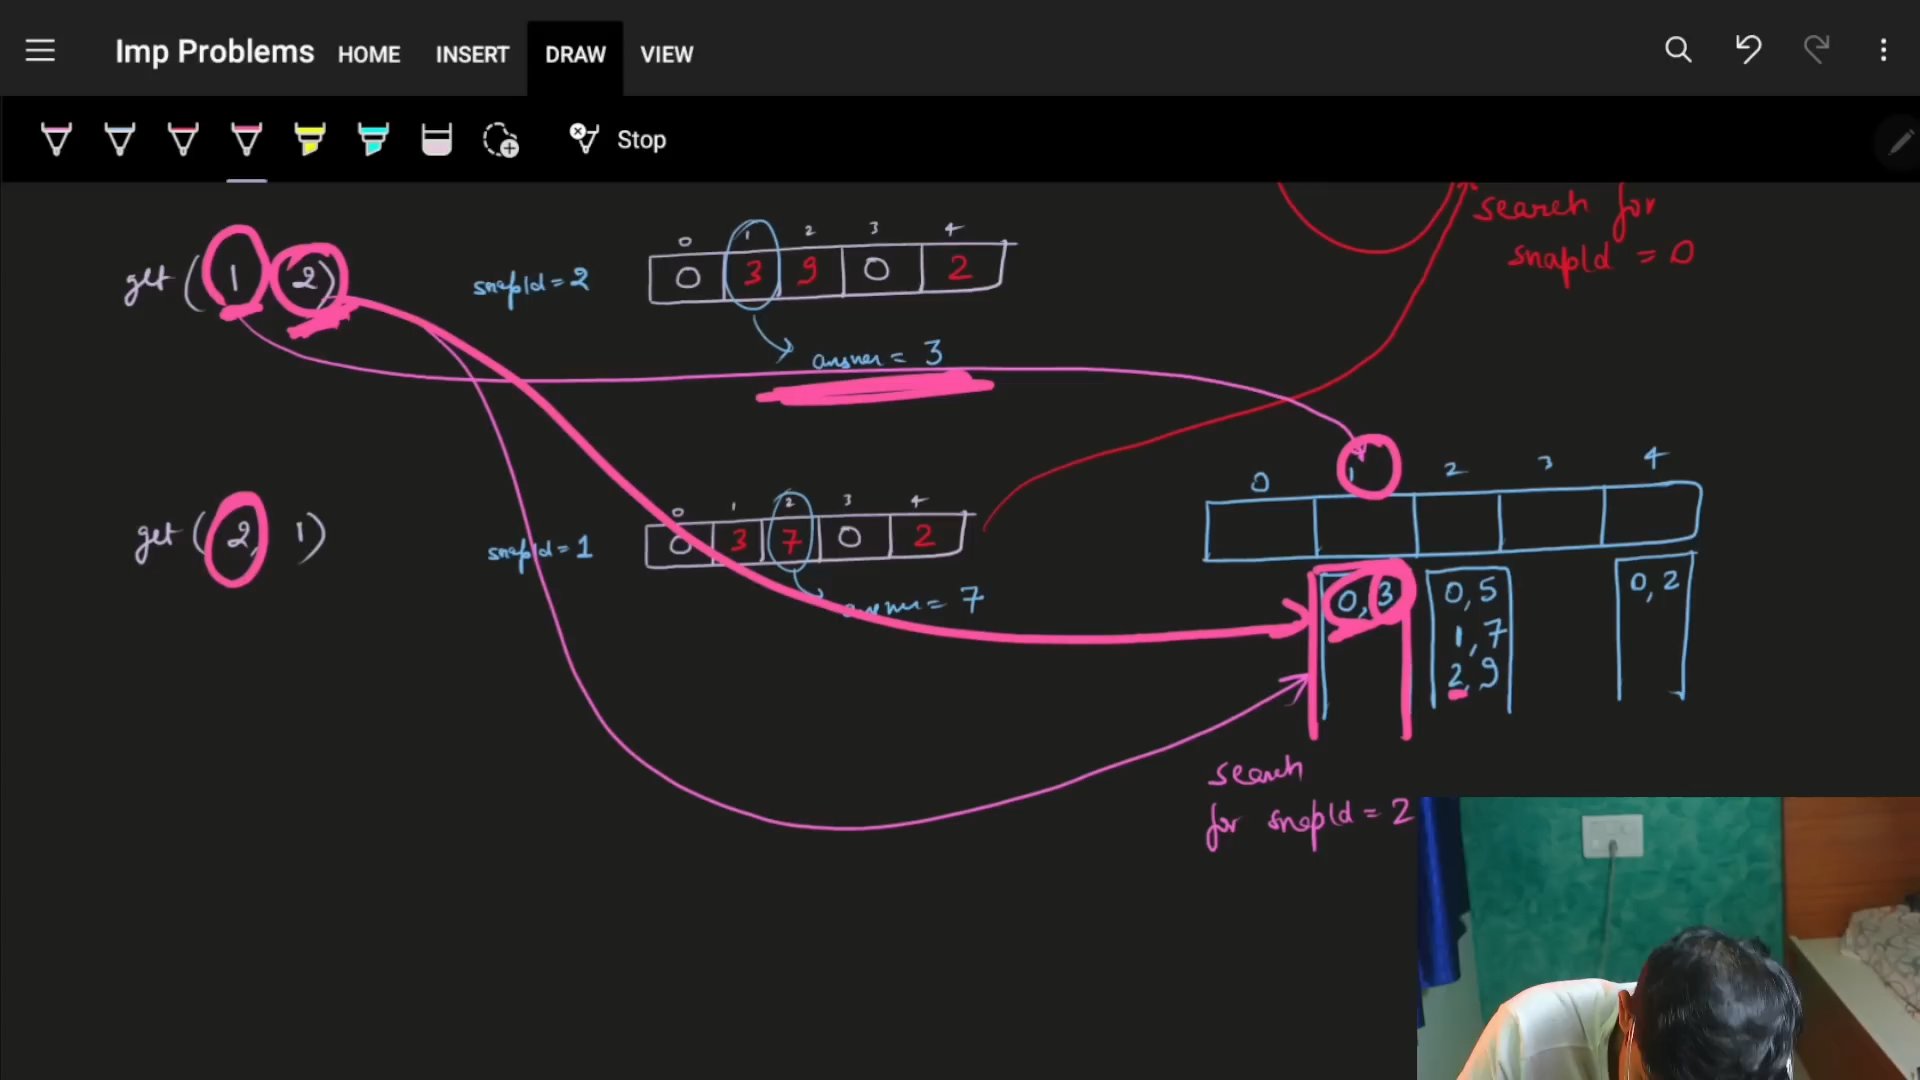 Imp Problems HOME INSERT DRAW VIEW
Stop
search for
snapId = 0
get (1, 2)
snapId = 2
0 1 2 3 4
0 3 9 0 2
answer = 3
0 1 2 3 4
get (2, 1)
snapId = 1
0 1 2 3 4
0 3 7 0 2
answer = 7
0, 3 0, 5 0, 2
1, 7
2, 9
search
for snapId = 2